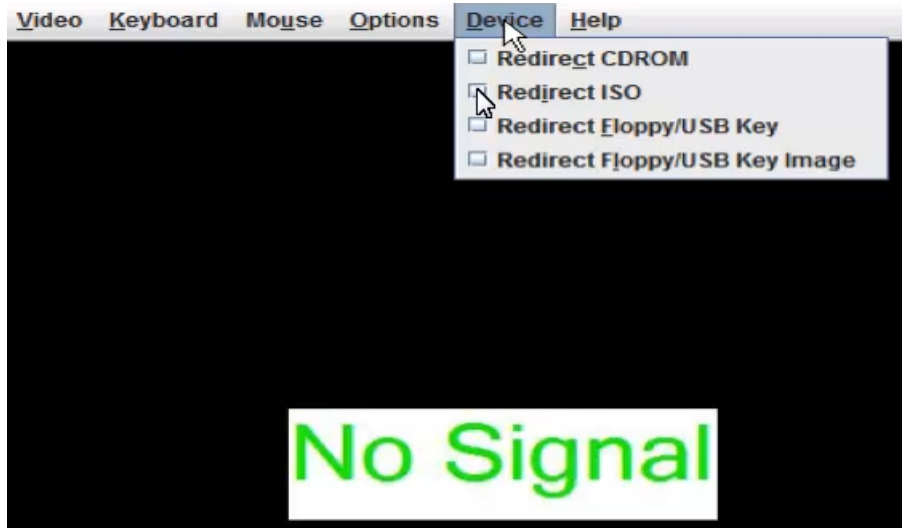 Video Keyboard Mouse Options Device Help
Redirect CDROM
Redirect ISO
Redirect Floppy/USB Key
Redirect Floppy/USB Key Image
No Signal